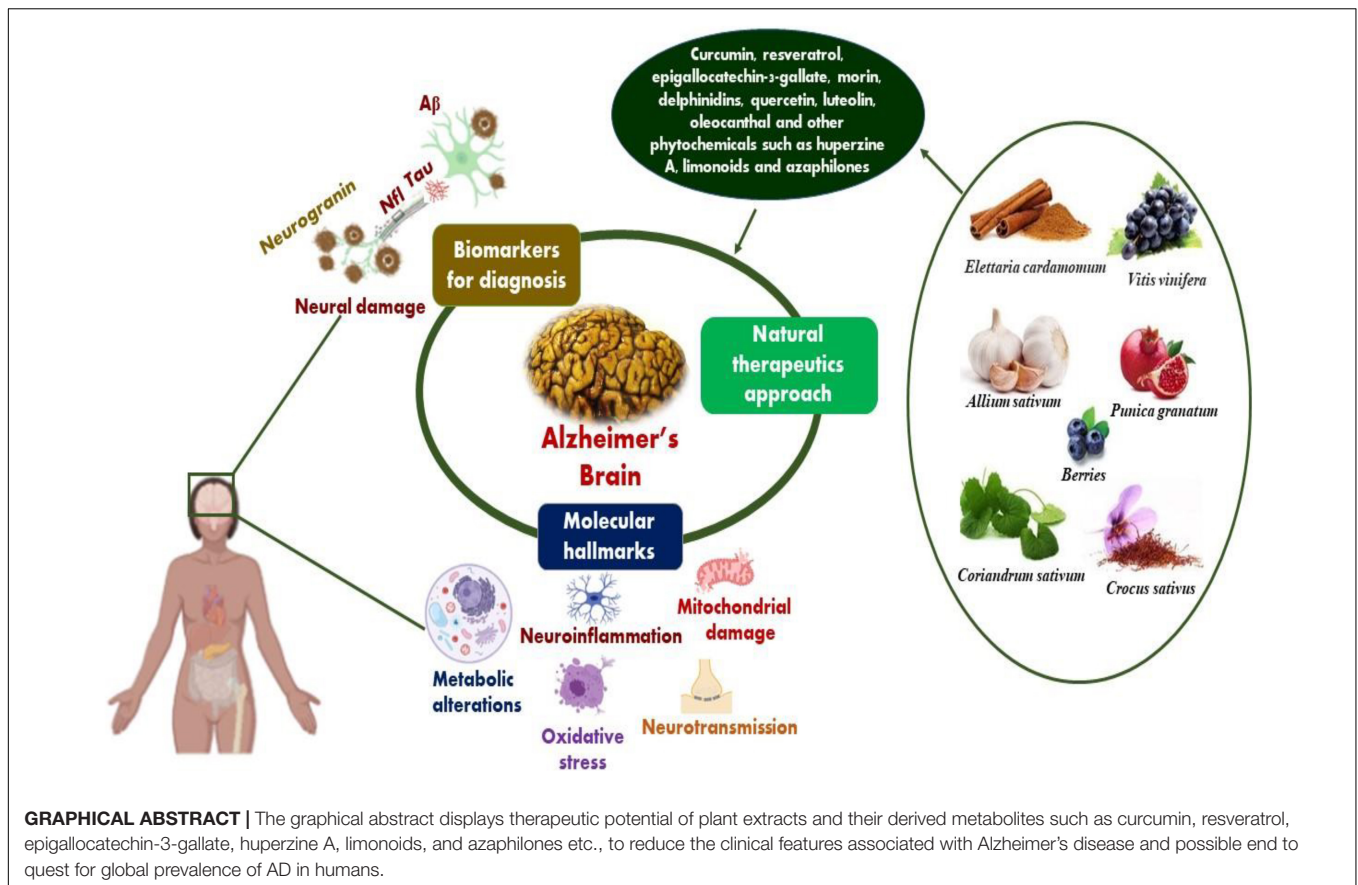 Curcumin, resveratrol,
epigallocatechin-3-gallate, morin,
delphinidins, quercetin, luteolin,
oleocanthal and other
phytochemicals such as huperzine
A, limonoids and azaphilones
Aβ
Nfl Tau
Neurogranin
Neural damage
Biomarkers
for diagnosis
Natural
therapeutics
approach
Alzheimer's
Brain
Molecular
hallmarks
Metabolic
alterations
Neuroinflammation
Mitochondrial
damage
Oxidative
stress
Neurotransmission
Elettaria cardamomum
Vitis vinifera
Allium sativum
Punica granatum
Berries
Coriandrum sativum
Crocus sativus
GRAPHICAL ABSTRACT | The graphical abstract displays therapeutic potential of plant extracts and their derived metabolites such as curcumin, resveratrol,
epigallocatechin-3-gallate, huperzine A, limonoids, and azaphilones etc., to reduce the clinical features associated with Alzheimer's disease and possible end to
quest for global prevalence of AD in humans.